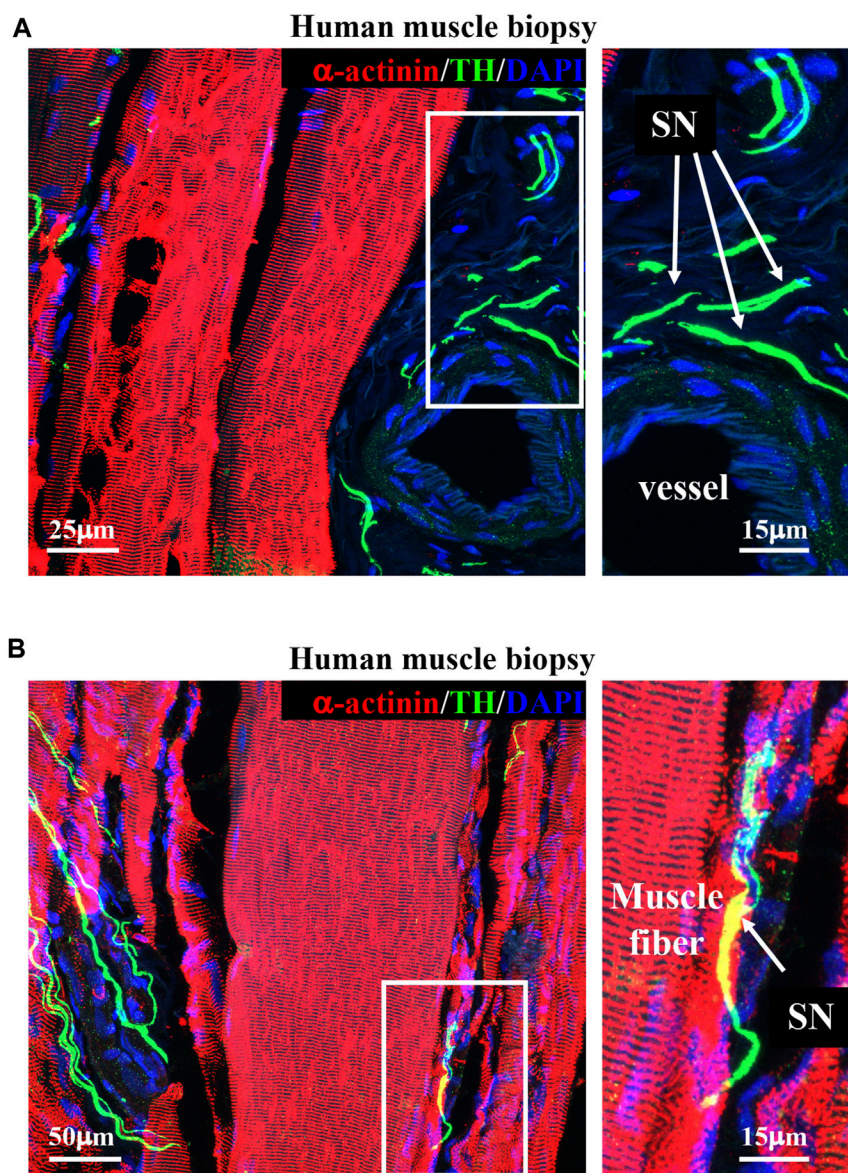 A
Human muscle biopsy
α-actinin/TH/DAPI
SN
vessel
25μm
15μm
B
Human muscle biopsy
α-actinin/TH/DAPI
Muscle
fiber
SN
50μm
15μm